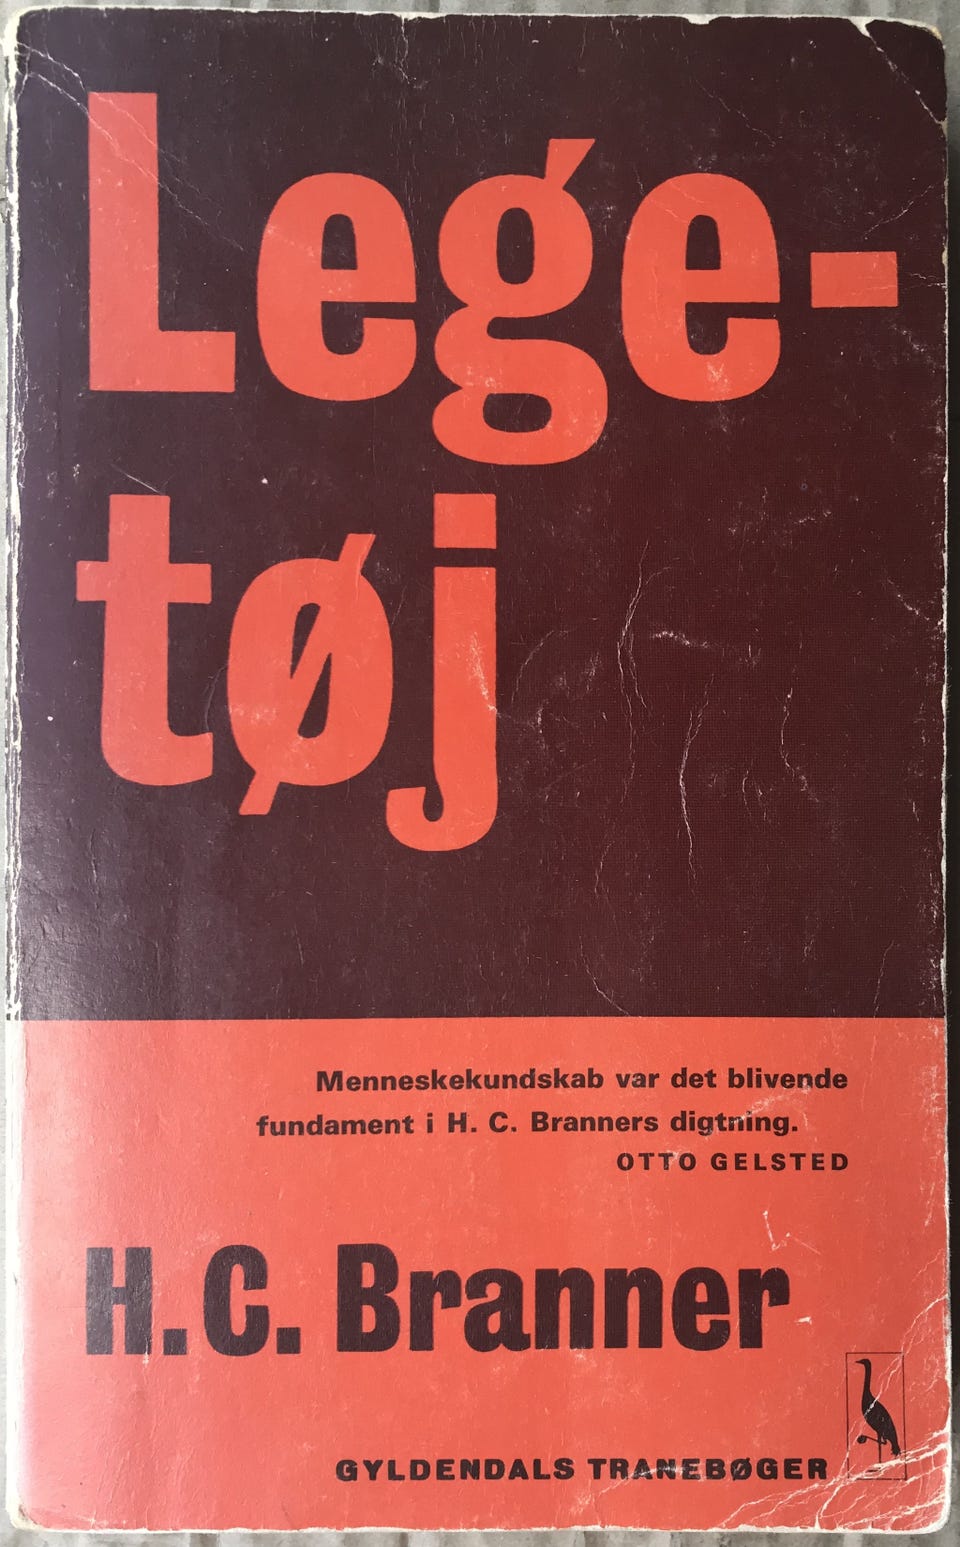 Lege-
tøj
Menneskekundskab var det blivende
fundament i H. C. Branners digtning.
OTTO GELSTED
H.C. Branner
GYLDENDALS TRANEBØGER